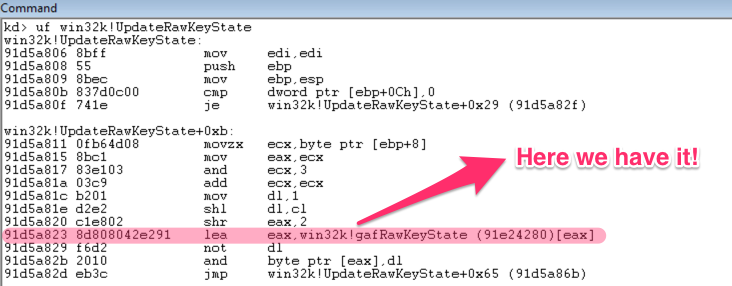 Command
kd> uf win32k!UpdateRawKeyState
win32k!UpdateRawKeyState:
91d5a806 8bff mov edi,edi
91d5a808 55 push ebp
91d5a809 8bec mov ebp,esp
91d5a80b 837d0c00 cmp dword ptr [ebp+0Ch],0
91d5a80f 741e je win32k!UpdateRawKeyState+0x29 (91d5a82f)
win32k!UpdateRawKeyState+0xb:
91d5a811 0fb64d08 movzx ecx,byte ptr [ebp+8]
91d5a815 8bc1 mov eax,ecx
91d5a817 83e103 and ecx,3
91d5a81a 03c9 add ecx,ecx
91d5a81c b201 mov dl,1
91d5a81e d2e2 shl dl,cl
91d5a820 c1e802 shr eax,2
91d5a823 8d808042e291 lea eax,win32k!gafRawKeyState (91e24280)[eax]
91d5a829 f6d2 not dl
91d5a82b 2010 and byte ptr [eax],dl
91d5a82d eb3c jmp win32k!UpdateRawKeyState+0x65 (91d5a86b)
Here we have it!